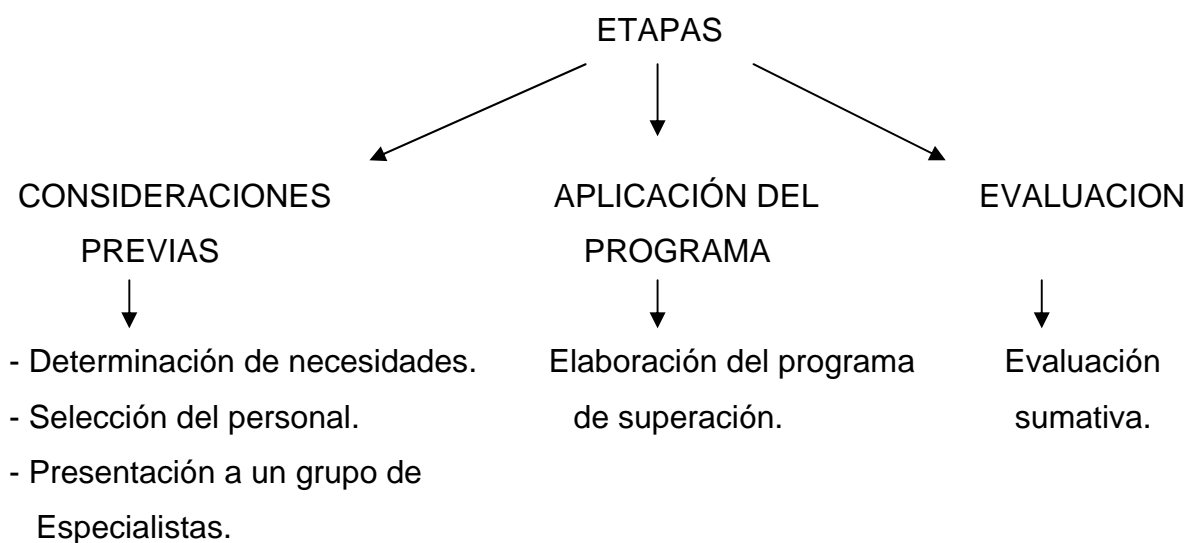 ETAPAS
CONSIDERACIONES
PREVIAS
APLICACIÓN DEL
PROGRAMA
EVALUACION
- Determinación de necesidades.
- Selección del personal.
- Presentación a un grupo de
Especialistas.
Elaboración del programa
de superación.
Evaluación
sumativa.